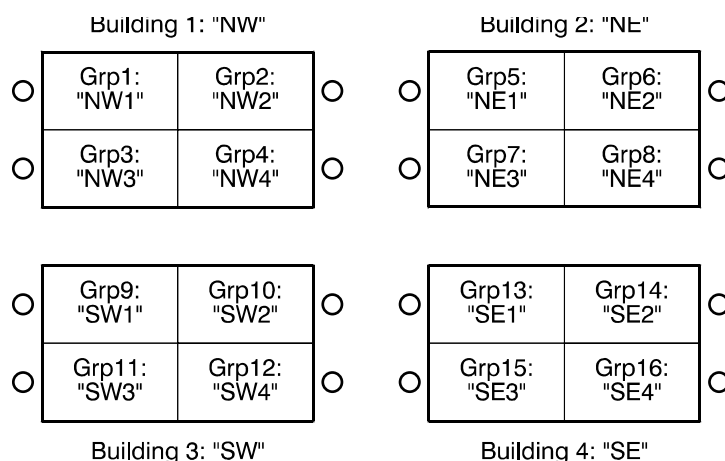 Building 1: "NW"
Building 2: "NE"
Grp1:
"NW1"
Grp2:
"NW2"
Grp5:
"NE1"
Grp6:
"NE2"
Grp3:
"NW3"
Grp4:
"NW4"
Grp7:
"NE3"
Grp8:
"NE4"
Grp9:
"SW1"
Grp10:
"SW2"
Grp13:
"SE1"
Grp14:
"SE2"
Grp11:
"SW3"
Grp12:
"SW4"
Grp15:
"SE3"
Grp16:
"SE4"
Building 3: "SW"
Building 4: "SE"